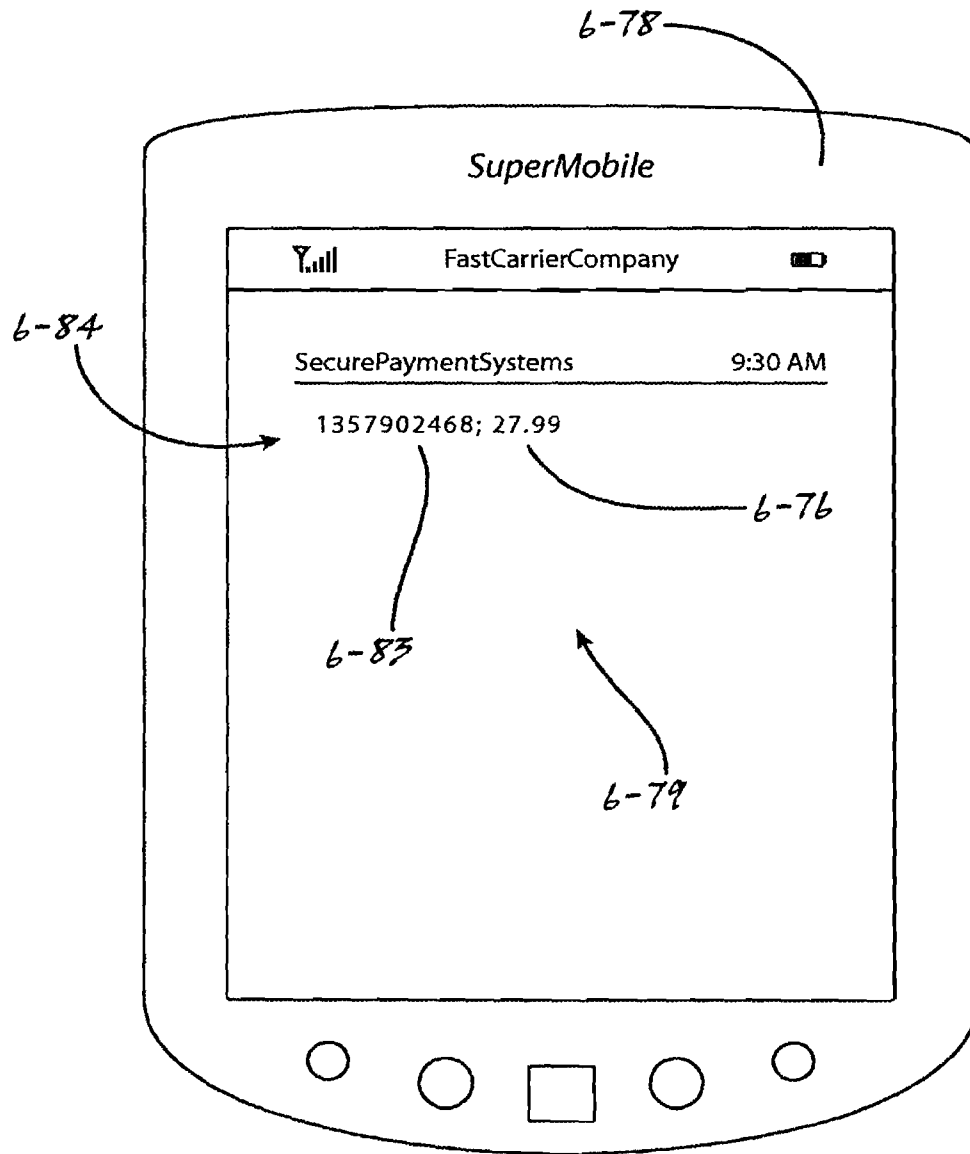 6-78
SuperMobile
FastCarrierCompany
6-84
SecurePaymentSystems 9:30 AM
1357902468; 27.99
6-76
6-83
6-79